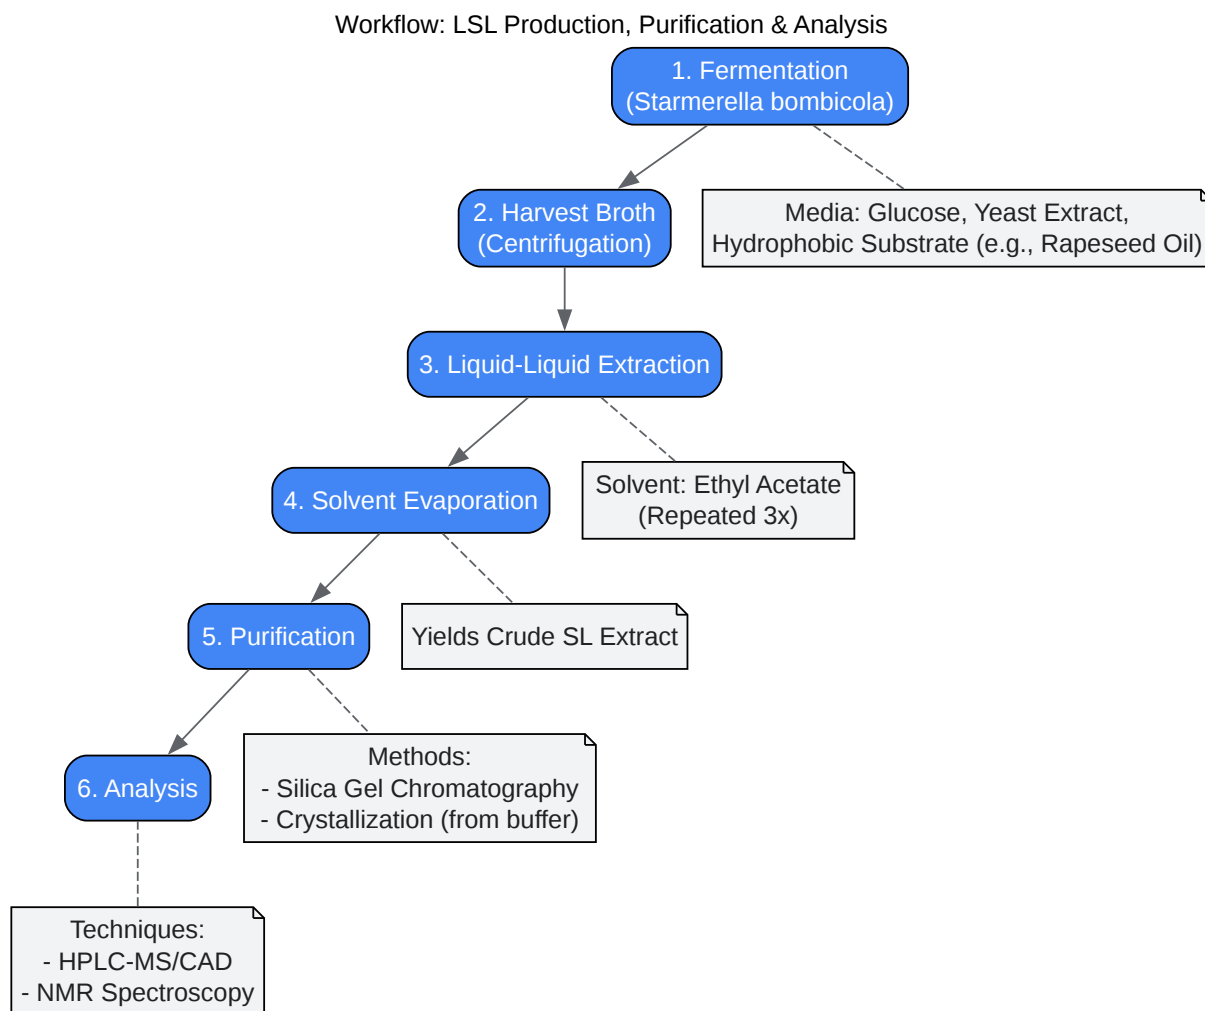 Workflow: LSL Production, Purification & Analysis
1. Fermentation
(Starmerella bombicola)
2. Harvest Broth
(Centrifugation)
Media: Glucose, Yeast Extract,
Hydrophobic Substrate (e.g., Rapeseed Oil)
3. Liquid-Liquid Extraction
4. Solvent Evaporation
Solvent: Ethyl Acetate
(Repeated 3x)
5. Purification
Yields Crude SL Extract
6. Analysis
Methods:
- Silica Gel Chromatography
- Crystallization (from buffer)
Techniques:
- HPLC-MS/CAD
- NMR Spectroscopy